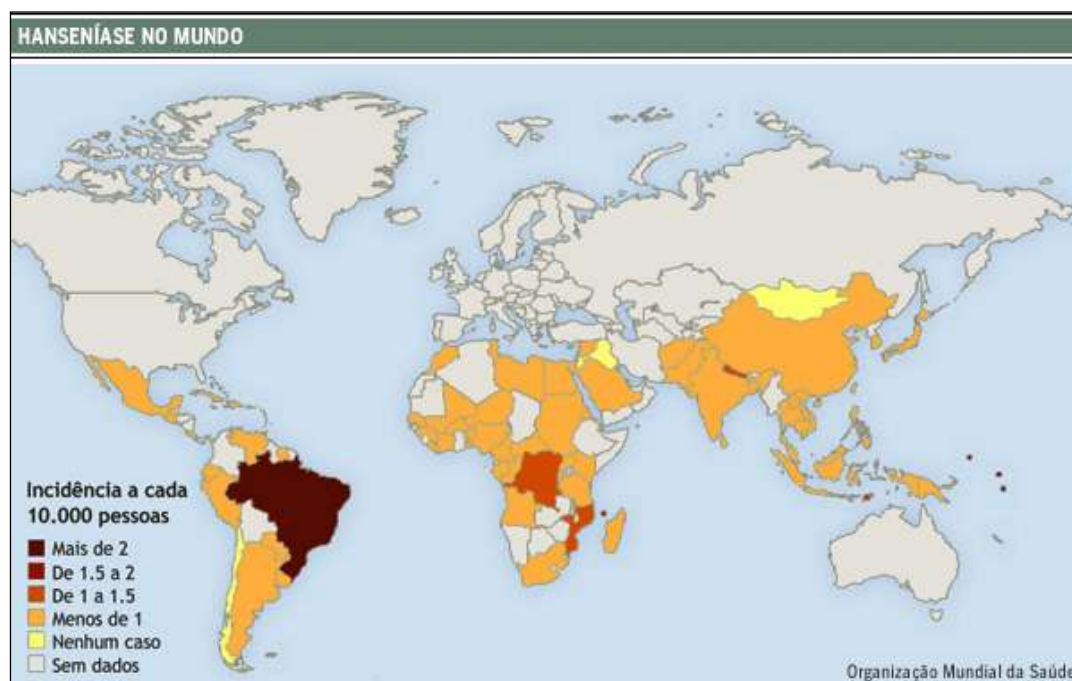 HANSENÍASE NO MUNDO
Incidência a cada
10.000 pessoas
Mais de 2
De 1.5 a 2
De 1 a 1.5
Menos de 1
Nenhum caso
Sem dados
Organização Mundial da Saúde